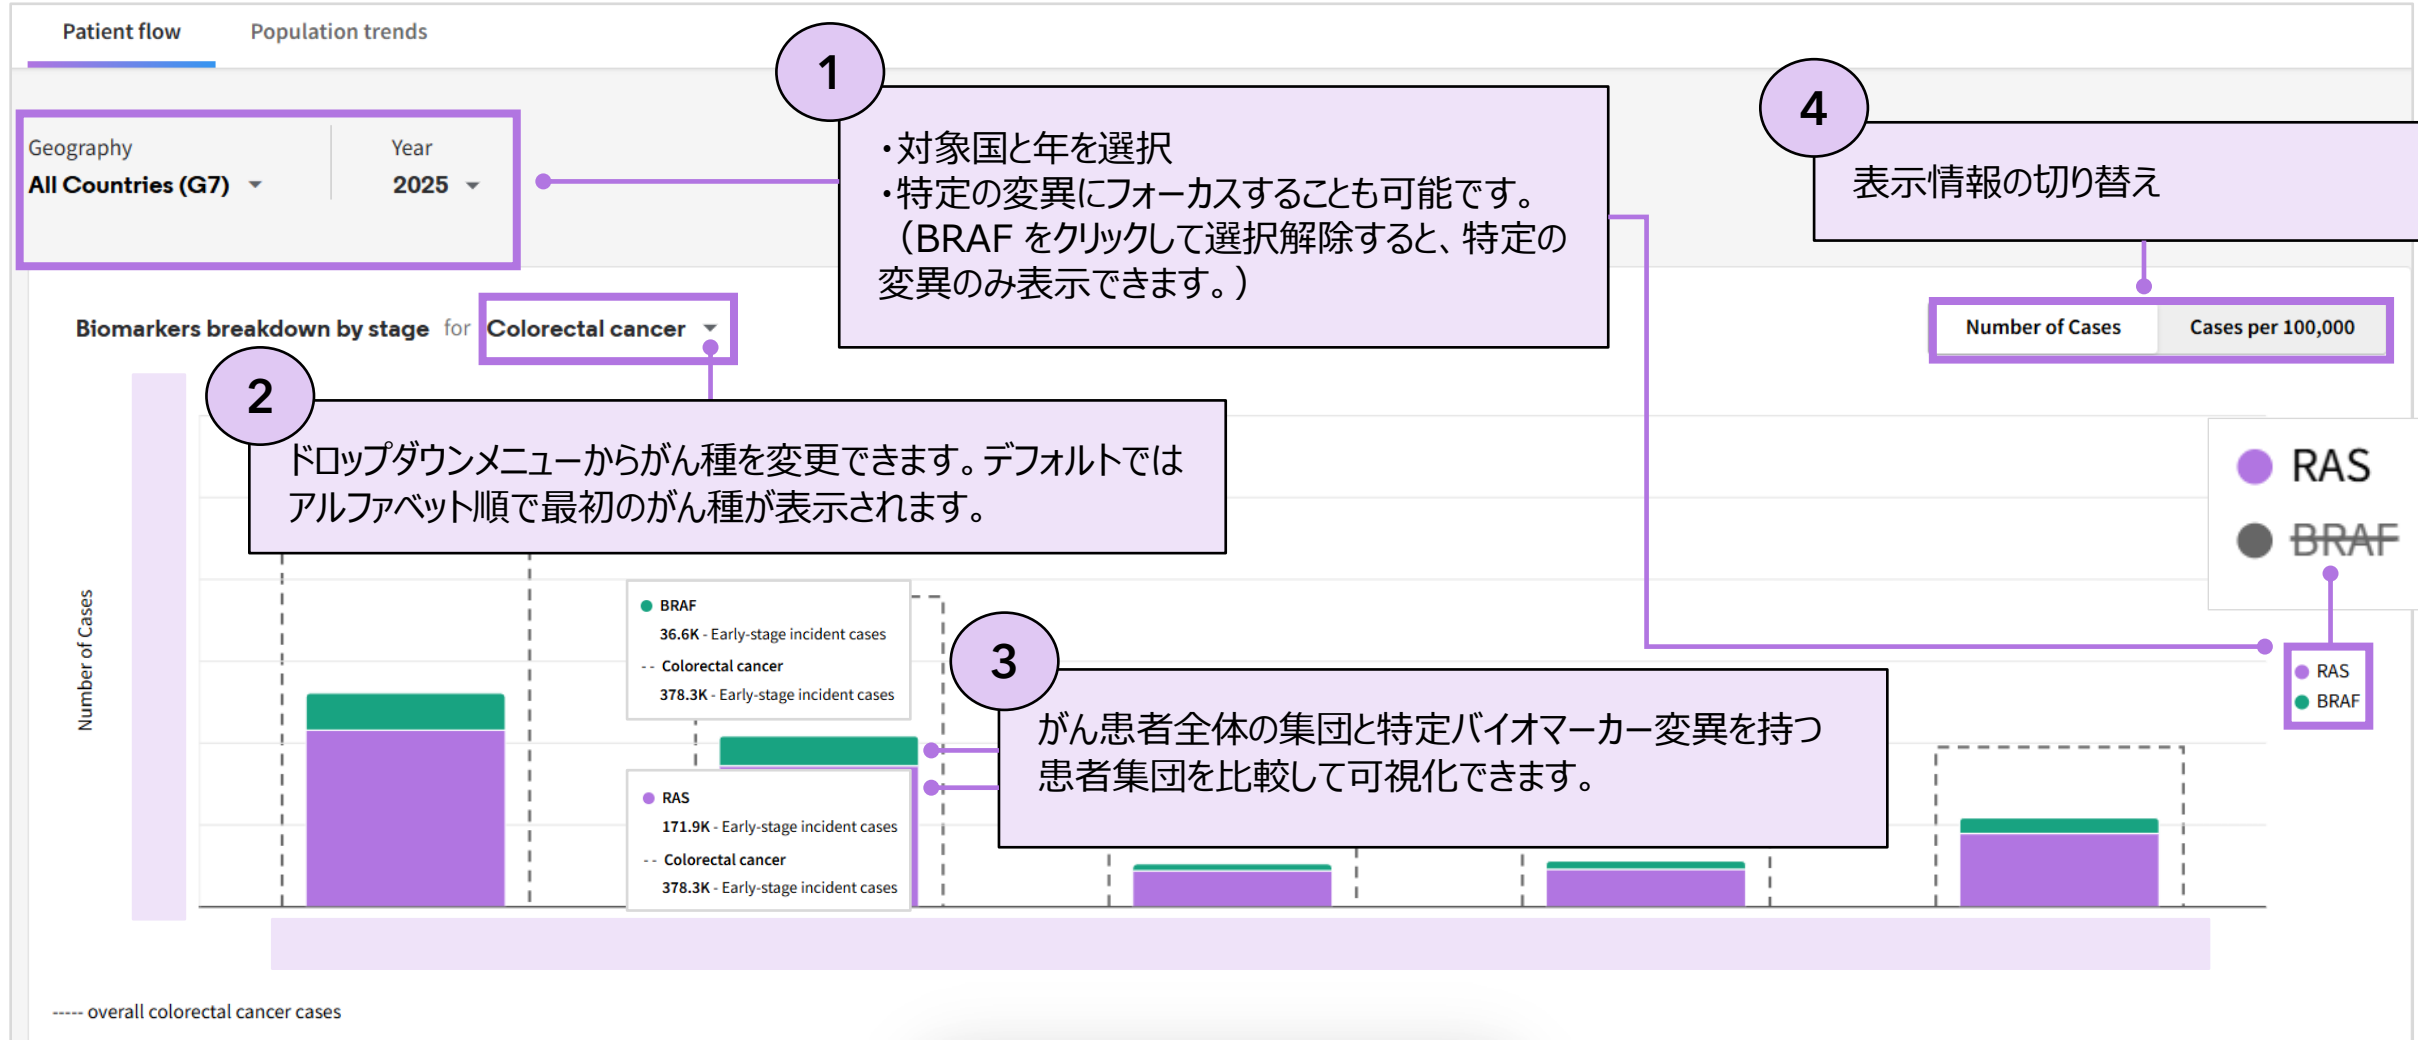 Patient flow
Population trends
1
・対象国と年を選択
・特定の変異にフォーカスすることも可能です。
（BRAF をクリックして選択解除すると、特定の
変異のみ表示できます。）
4
表示情報の切り替え
Geography
All Countries (G7)
Year
2025
Biomarkers breakdown by stage for Colorectal cancer
Number of Cases
Cases per 100,000
2
ドロップダウンメニューからがん種を変更できます。デフォルトでは
アルファベット順で最初のがん種が表示されます。
RAS
BRAF
Number of Cases
BRAF
36.6K - Early-stage incident cases
-- Colorectal cancer
378.3K - Early-stage incident cases
3
がん患者全体の集団と特定バイオマーカー変異を持つ
患者集団を比較して可視化できます。
RAS
BRAF
RAS
171.9K - Early-stage incident cases
-- Colorectal cancer
378.3K - Early-stage incident cases
----- overall colorectal cancer cases